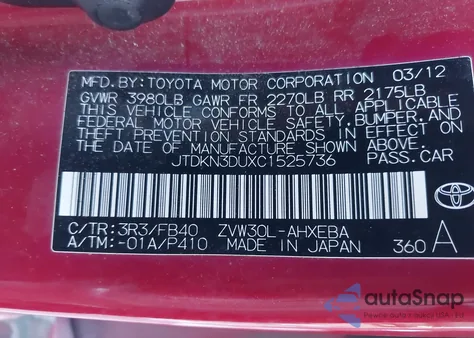 MFD.BY:TOYOTA MOTOR CORPORATION 03/12
GVWR 3980LB GAWR FR 2270LB RR 2175LB
THIS VEHICLE CONFORMS TO ALL APPLICABLE
FEDERAL MOTOR VEHICLE SAFETY, BUMPER, AND
THEFT PREVENTION STANDARDS IN EFFECT ON
THE DATE OF MANUFACTURE SHOWN ABOVE.
JTDKN3DUXC1525736 PASS.CAR
C/TR:3R3/FB40 ZVW30L-AHXEBA
A/TM:-01A/P410 MADE IN JAPAN 360 A
TOYOTA
autoSnap